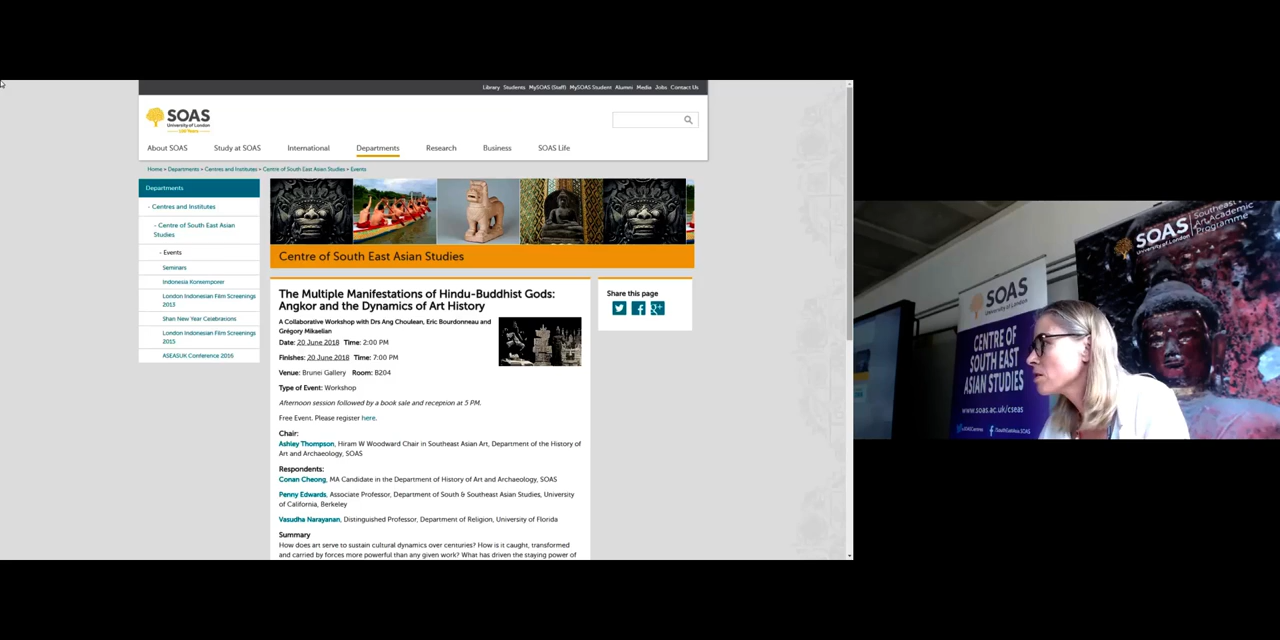 Library Students MySOAS (Staff) MySOAS Student Alumni Media Jobs Contact Us
SOAS
University of London
About SOAS Study at SOAS International Departments Research Business SOAS Life
Home » Departments » Centres and Institutes » Centre of South East Asian Studies » Events
Departments
- Centres and Institutes
- Centre of South East Asian
Studies
- Events
Seminars
Indonesia Kontemporer
London Indonesian Film Screenings
2013
Shan New Year Celebrations
London Indonesian Film Screenings
2015
ASEASUK Conference 2016
Centre of South East Asian Studies
The Multiple Manifestations of Hindu-Buddhist Gods:
Angkor and the Dynamics of Art History
A Collaborative Workshop with Drs Ang Choulean, Eric Bourdonneau and
Grégory Mikaelian
Date: 20 June 2018 Time: 2:00 PM
Finishes: 20 June 2018 Time: 7:00 PM
Venue: Brunei Gallery Room: B204
Type of Event: Workshop
Afternoon session followed by a book sale and reception at 5 PM.
Free Event. Please register here.
Chair:
Ashley Thompson, Hiram W Woodward Chair in Southeast Asian Art, Department of the History of
Art and Archaeology, SOAS
Respondents:
Conan Cheong, MA Candidate in the Department of History of Art and Archaeology, SOAS
Penny Edwards, Associate Professor, Department of South & Southeast Asian Studies, University
of California, Berkeley
Vasudha Narayanan, Distinguished Professor, Department of Religion, University of Florida
Summary
How does art serve to sustain cultural dynamics over centuries? How is it caught, transformed
and carried by forces more powerful than any given work? What has driven the staying power of
Share this page
SOAS
University of London
CENTRE OF
SOUTH EAST
ASIAN STUDIES
www.soas.ac.uk/cseas
SOAS
University of London
Southeast
Art Academic
Programme